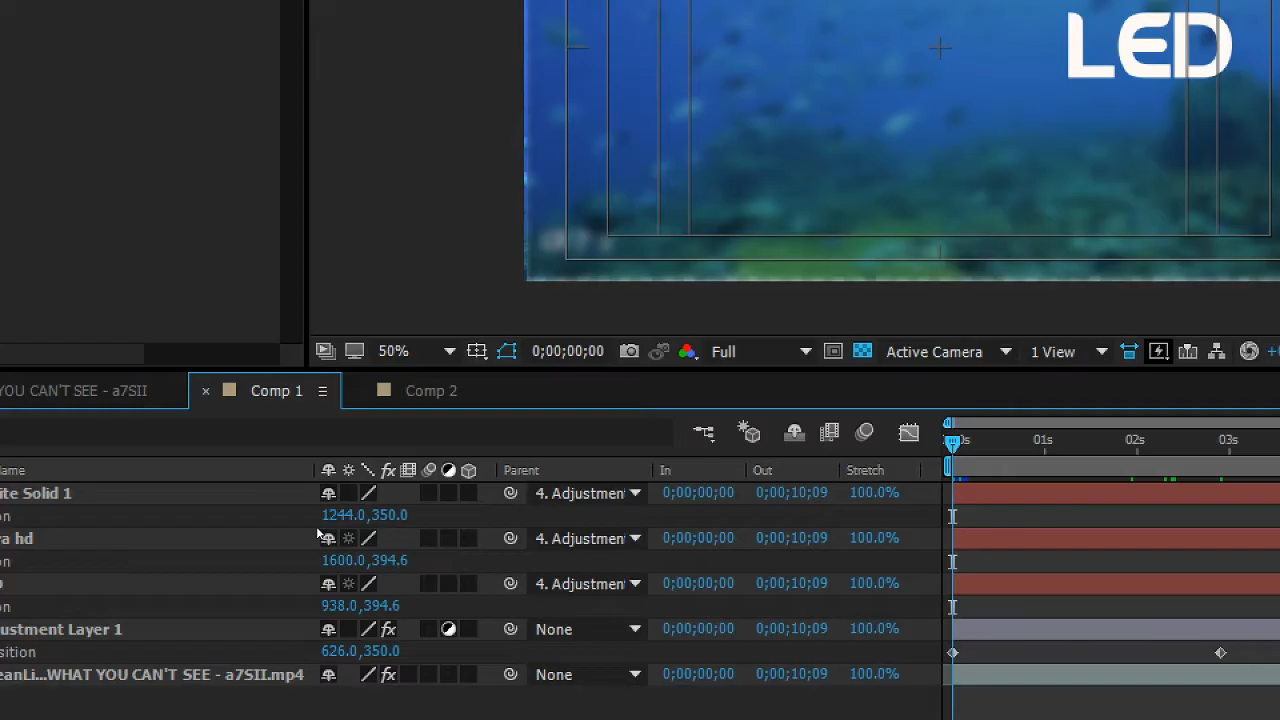 LED
50%
0;00;00;00
Full
Active Camera
1 View
YOU CAN'T SEE - a7SII
× Comp 1
Comp 2
ame
Parent
In
Out
Stretch
0s
01s
02s
03s
ite Solid 1
4. Adjustment
0;00;00;00
0;00;10;09
100.0%
on
1244.0,350.0
a hd
4. Adjustment
0;00;00;00
0;00;10;09
100.0%
on
1600.0,394.6
4. Adjustment
0;00;00;00
0;00;10;09
100.0%
on
938.0,394.6
ustment Layer 1
None
0;00;00;00
0;00;10;09
100.0%
sition
626.0,350.0
eanLi...WHAT YOU CAN'T SEE - a7SII.mp4
None
0;00;00;00
0;00;10;09
100.0%